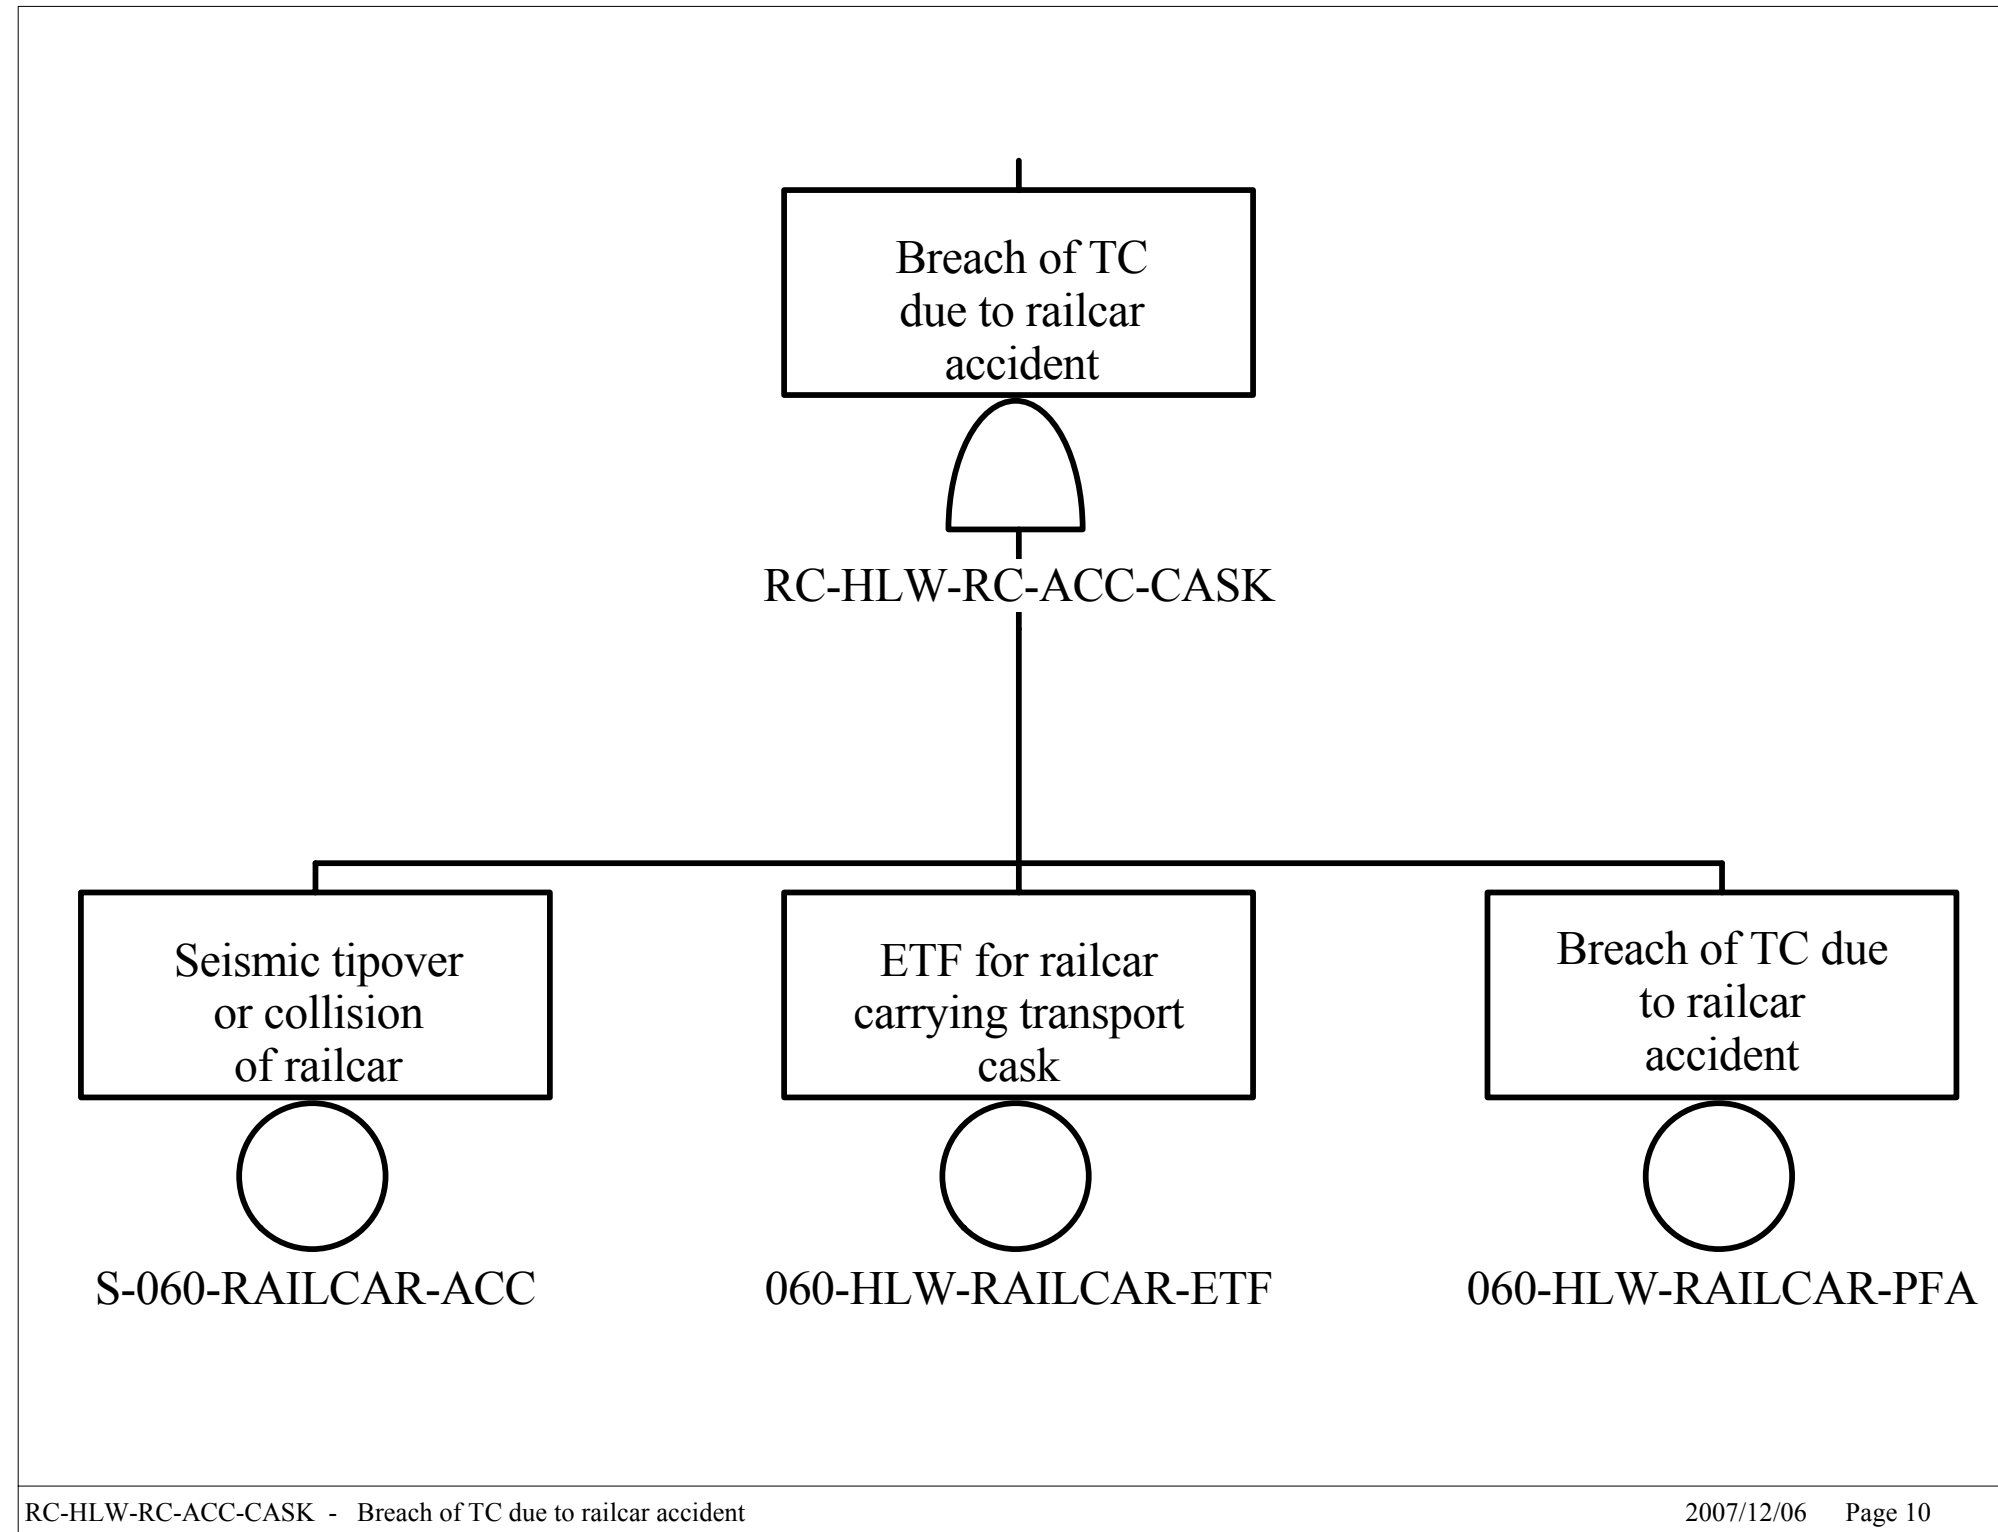 Breach of TC
due to railcar
accident
RC-HLW-RC-ACC-CASK
Seismic tipover
or collision
of railcar
S-060-RAILCAR-ACC
ETF for railcar
carrying transport
cask
060-HLW-RAILCAR-ETF
Breach of TC due
to railcar
accident
060-HLW-RAILCAR-PFA
RC-HLW-RC-ACC-CASK - Breach of TC due to railcar accident
2007/12/06 Page 10